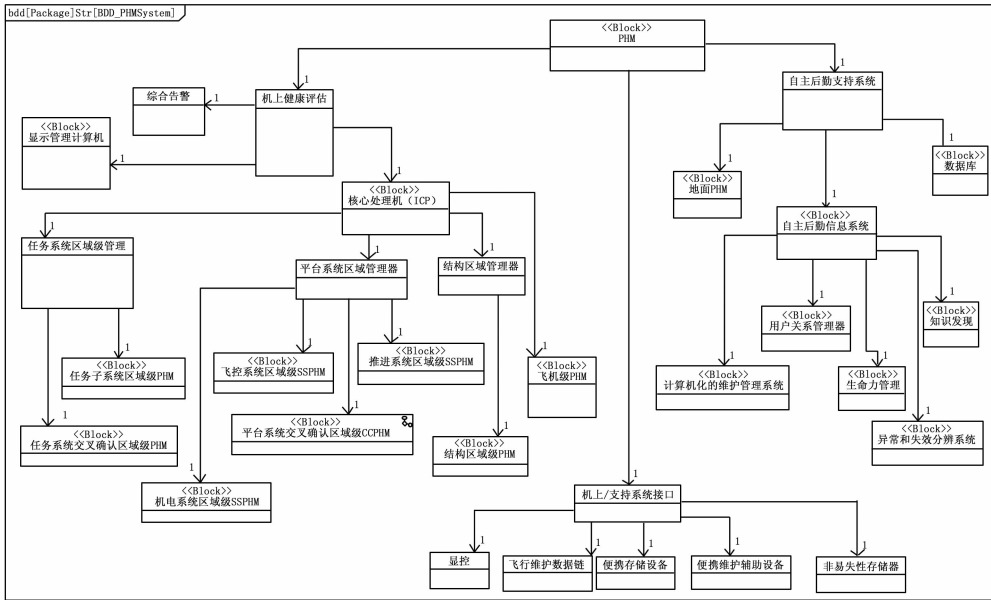 bdd[Package]Str[BDD_PHMSystem]
<<Block>>
PHM
1
1
1
综合告警
机上健康评估
自主后勤支持系统
1
<<Block>>
显示管理计算机
1
1
1
1
1
<<Block>>
数据库
<<Block>>
地面PHM
<<Block>>
核心处理机（ICP）
<<Block>>
自主后勤信息系统
1
1
1
1
任务系统区域级管理
平台系统区域管理器
结构区域管理器
1
1
1
1
1
<<Block>>
用户关系管理器
<<Block>>
知识发现
1
1
1
1
<<Block>>
任务子系统区域级PHM
<<Block>>
飞控系统区域级SSPHM
<<Block>>
推进系统区域级SSPHM
<<Block>>
飞机级PHM
<<Block>>
计算机化的维护管理系统
<<Block>>
生命力管理
1
1
1
<<Block>>
任务系统交叉确认区域级PHM
<<Block>>
平台系统交叉确认区域级CCPHM
<<Block>>
结构区域级PHM
<<Block>>
异常和失效分辨系统
1
<<Block>>
机电系统区域级SSPHM
1
机上/支持系统接口
1
1
1
1
1
显控
飞行维护数据链
便携存储设备
便携维护辅助设备
非易失性存储器